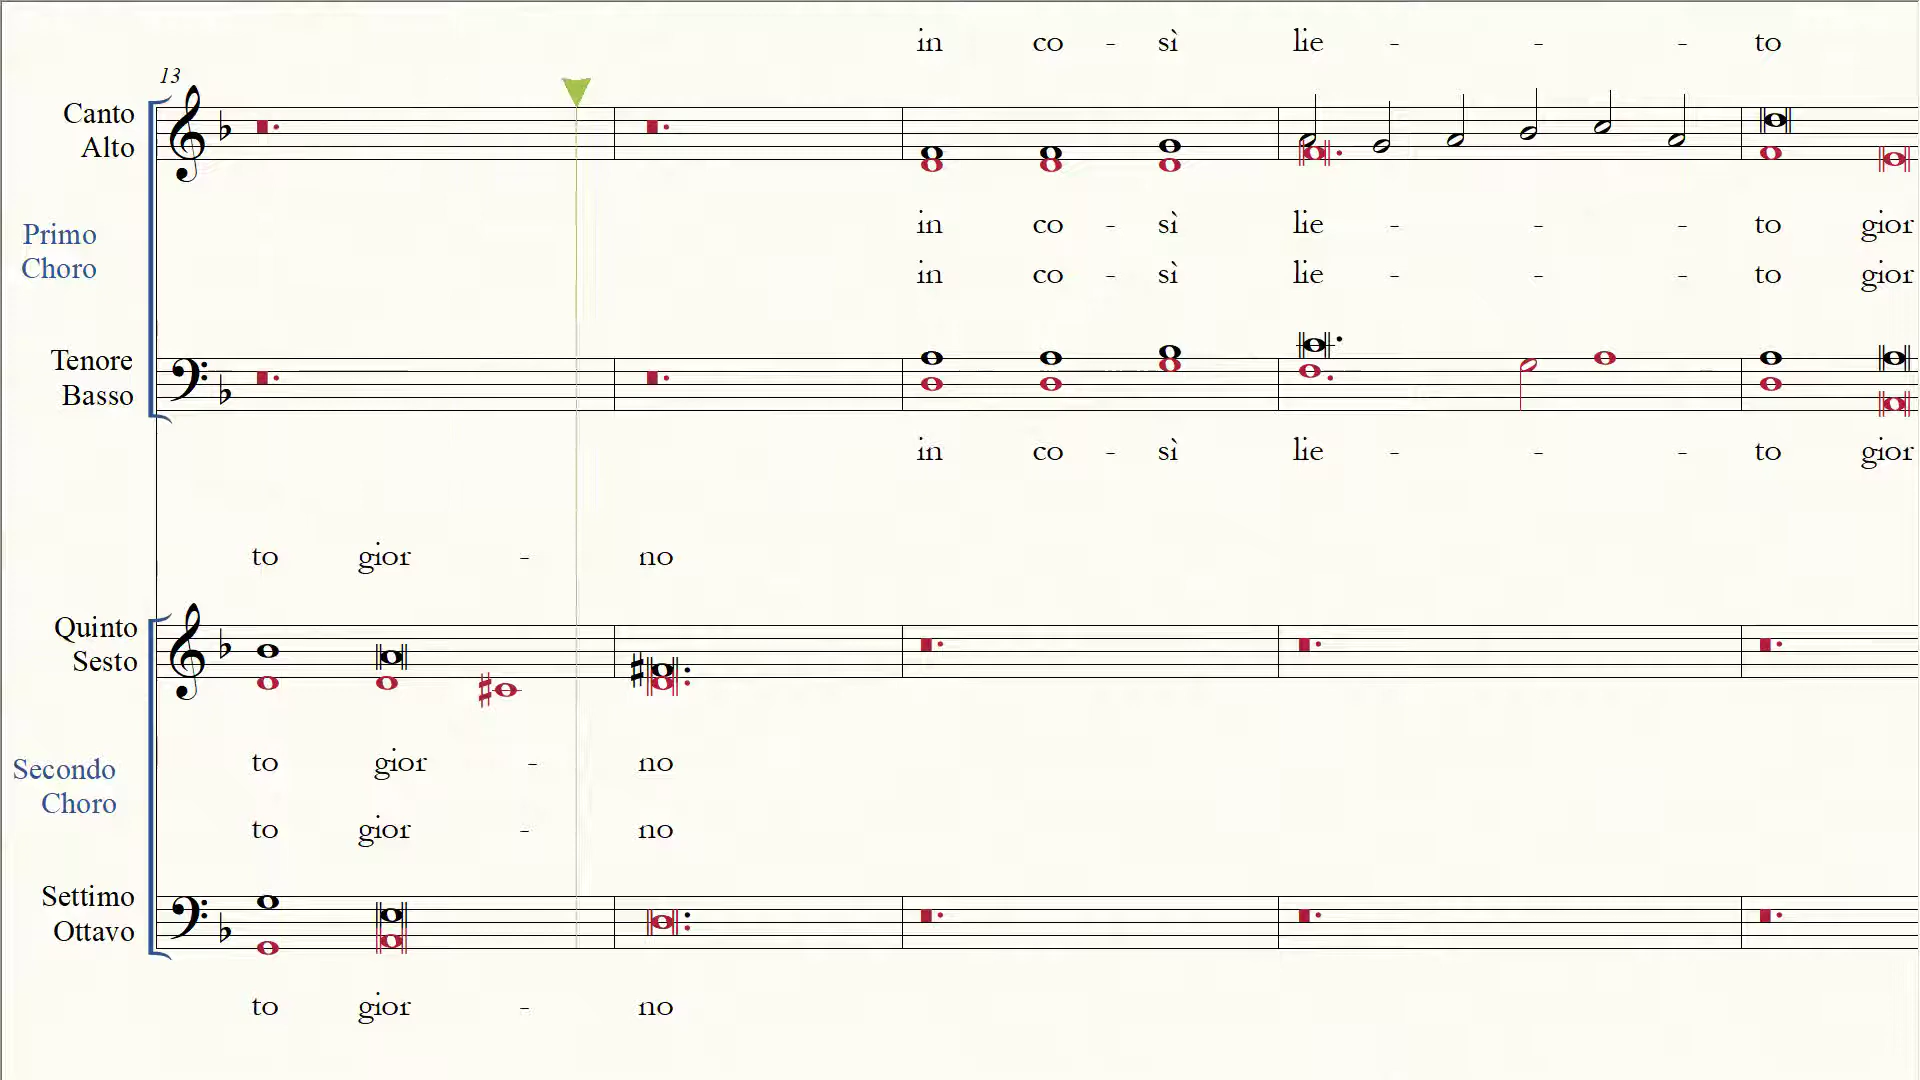 in co - sì lie - - - to
13
Canto
Alto
Primo
Choro
in co - sì lie - - - to gior
in co - sì lie - - - to gior
Tenore
Basso
in co - sì lie - - - to gior
to gior - no
Quinto
Sesto
to gior - no
Secondo
Choro
to gior - no
Settimo
Ottavo
to gior - no